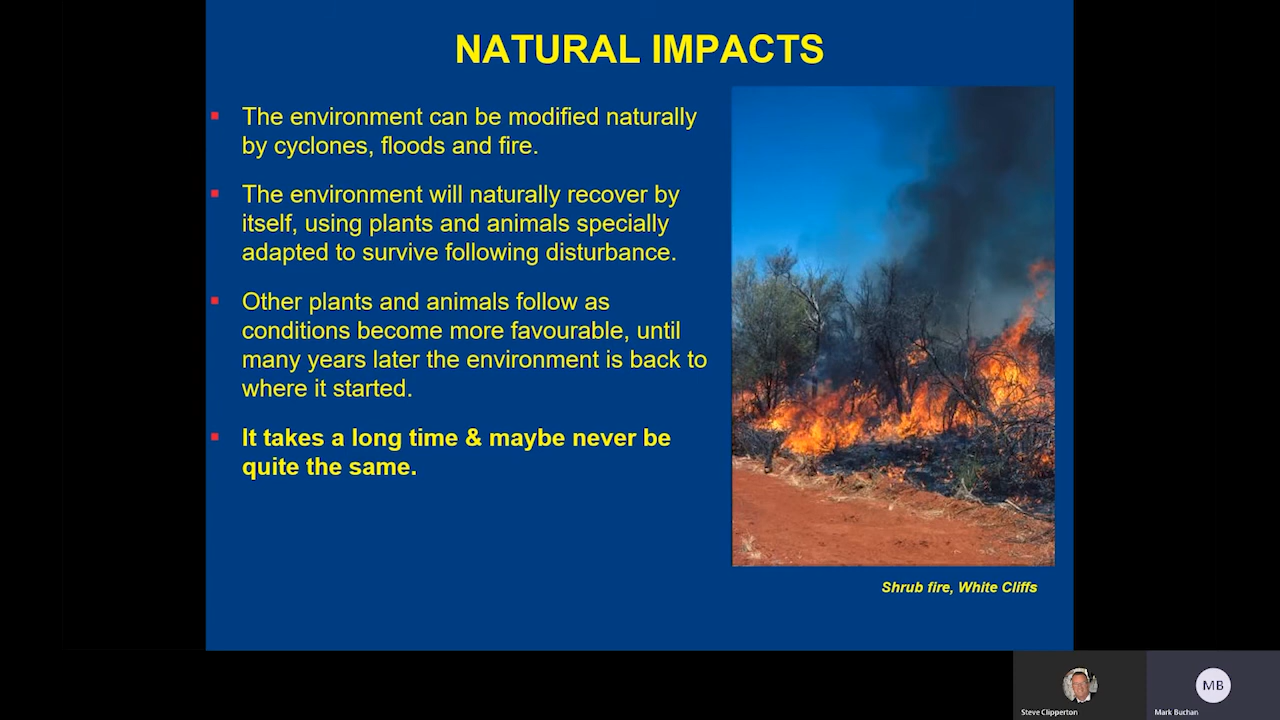 NATURAL IMPACTS
The environment can be modified naturally
by cyclones, floods and fire.
The environment will naturally recover by
itself, using plants and animals specially
adapted to survive following disturbance.
Other plants and animals follow as
conditions become more favourable, until
many years later the environment is back to
where it started.
It takes a long time & maybe never be
quite the same.
Shrub fire, White Cliffs
MB
Steve Clipperton
Mark Buchan